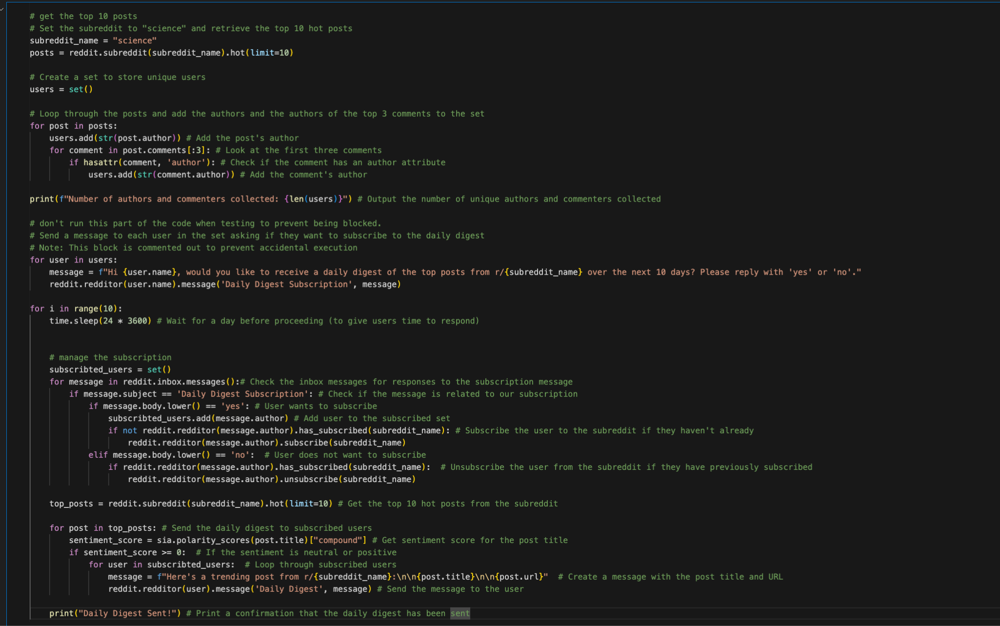 # get the top 10 posts
# Set the subreddit to "science" and retrieve the top 10 hot posts
subreddit_name = "science"
posts = reddit.subreddit(subreddit_name).hot(limit=10)
# Create a set to store unique users
users = set()
# Loop through the posts and add the authors and the authors of the top 3 comments to the set
for post in posts:
    users.add(str(post.author)) # Add the post's author
    for comment in post.comments[:3]: # Look at the first three comments
        if hasattr(comment, 'author'): # Check if the comment has an author attribute
            users.add(str(comment.author)) # Add the comment's author
print(f"Number of authors and commenters collected: {len(users)}") # Output the number of unique authors and commenters collected
# don't run this part of the code when testing to prevent being blocked.
# Send a message to each user in the set asking if they want to subscribe to the daily digest
# Note: This block is commented out to prevent accidental execution
for user in users:
    message = f"Hi {user.name}, would you like to receive a daily digest of the top posts from r/{subreddit_name} over the next 10 days? Please reply with 'yes' or 'no'."
    reddit.redditor(user.name).message('Daily Digest Subscription', message)
for i in range(10):
    time.sleep(24 * 3600) # Wait for a day before proceeding (to give users time to respond)
    # manage the subscription
    subscribted_users = set()
    for message in reddit.inbox.messages():# Check the inbox messages for responses to the subscription message
        if message.subject == 'Daily Digest Subscription': # Check if the message is related to our subscription
            if message.body.lower() == 'yes': # User wants to subscribe
                subscribted_users.add(message.author) # Add user to the subscribed set
                if not reddit.redditor(message.author).has_subscribed(subreddit_name): # Subscribe the user to the subreddit if they haven't already
                    reddit.redditor(message.author).subscribe(subreddit_name)
            elif message.body.lower() == 'no':  # User does not want to subscribe
                if reddit.redditor(message.author).has_subscribed(subreddit_name):  # Unsubscribe the user from the subreddit if they have previously subscribed
                    reddit.redditor(message.author).unsubscribe(subreddit_name)
    top_posts = reddit.subreddit(subreddit_name).hot(limit=10) # Get the top 10 hot posts from the subreddit
    for post in top_posts: # Send the daily digest to subscribed users
        sentiment_score = sia.polarity_scores(post.title)["compound"] # Get sentiment score for the post title
        if sentiment_score >= 0:  # If the sentiment is neutral or positive
            for user in subscribted_users:  # Loop through subscribed users
                message = f"Here's a trending post from r/{subreddit_name}:\n\n{post.title}\n\n{post.url}"  # Create a message with the post title and URL
                reddit.redditor(user).message('Daily Digest', message) # Send the message to the user
    print("Daily Digest Sent!") # Print a confirmation that the daily digest has been sent